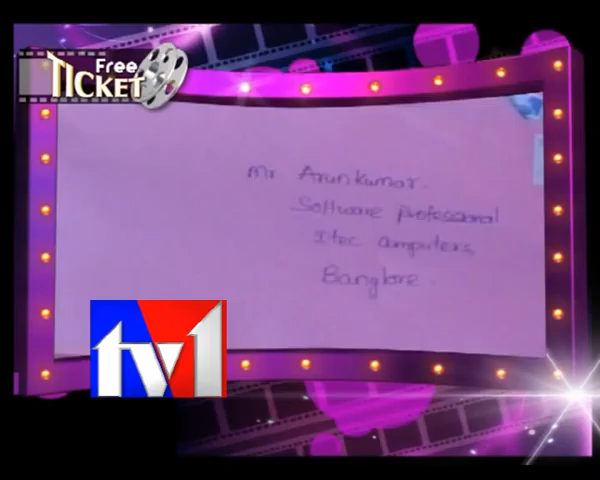 Free
TICKET
Mr Arunkumar.
Software professional
Itec computers,
Banglore.
tv1